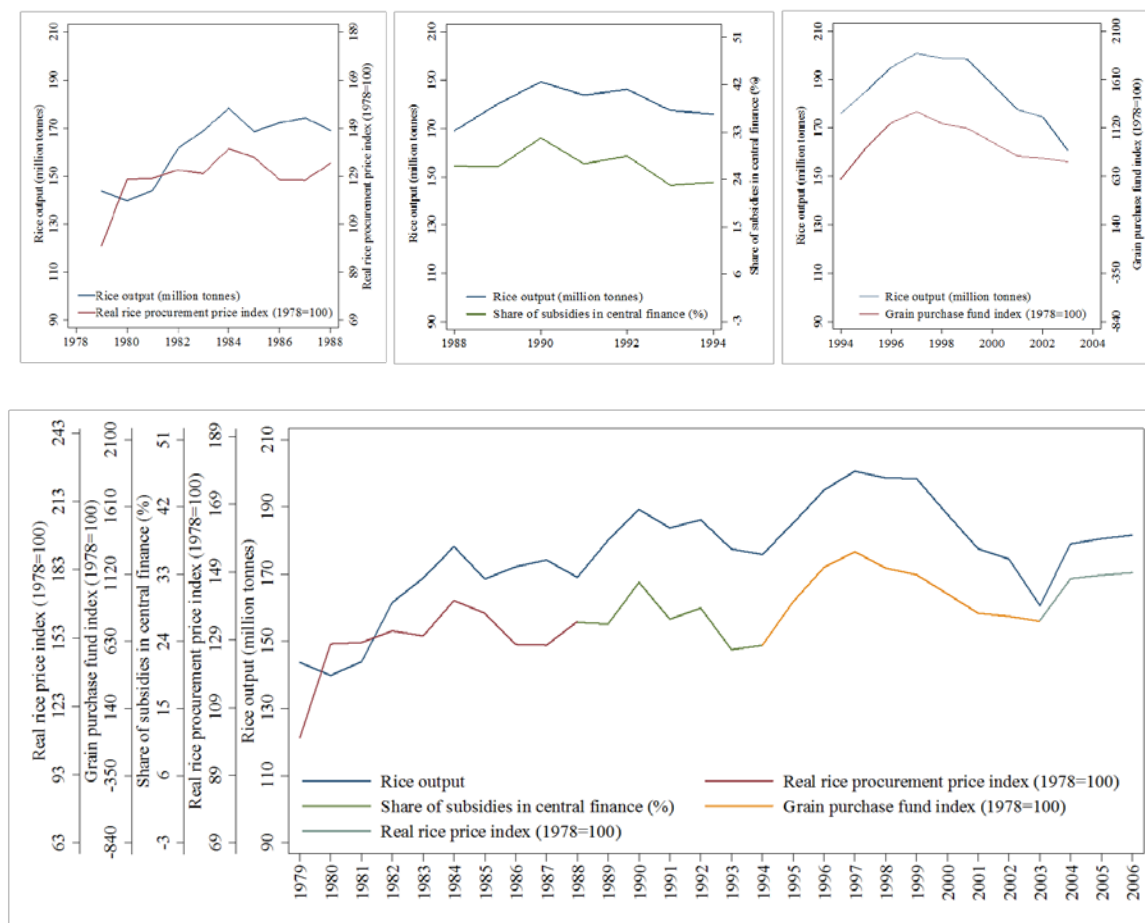 Rice output (million tonnes)
90 110 130 150 170 190 210
Real rice procurement price index (1978=100)
69 89 109 129 149 169 189
Rice output (million tonnes)
Real rice procurement price index (1978=100)
1978 1980 1982 1984 1986 1988
Rice output (million tonnes)
90 110 130 150 170 190 210
Share of subsidies in central finance (%)
-3 6 15 24 33 42 51
Rice output (million tonnes)
Share of subsidies in central finance (%)
1988 1990 1992 1994
Rice output (million tonnes)
90 110 130 150 170 190 210
Grain purchase fund index (1978=100)
-840 -350 140 630 1120 1610 2100
Rice output (million tonnes)
Grain purchase fund index (1978=100)
1994 1996 1998 2000 2002 2004
Real rice price index (1978=100)
63 93 123 153 183 213 243
Grain purchase fund index (1978=100)
-840 -350 140 630 1120 1610 2100
Share of subsidies in central finance (%)
-3 6 15 24 33 42 51
Real rice procurement price index (1978=100)
69 89 109 129 149 169 189
Rice output (million tonnes)
90 110 130 150 170 190 210
Rice output
Real rice procurement price index (1978=100)
Share of subsidies in central finance (%)
Grain purchase fund index (1978=100)
Real rice price index (1978=100)
1979 1980 1981 1982 1983 1984 1985 1986 1987 1988 1989 1990 1991 1992 1993 1994 1995 1996 1997 1998 1999 2000 2001 2002 2003 2004 2005 2006